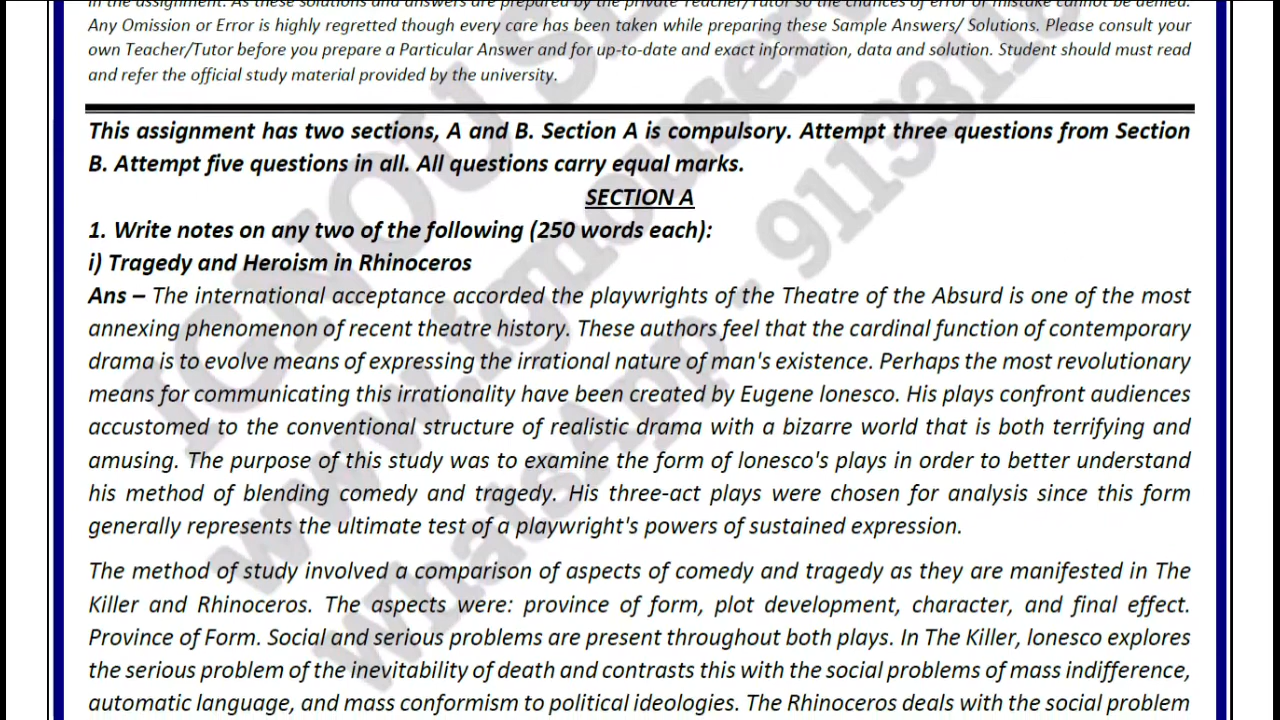 in the assignment. As these solutions and answers are prepared by the private Teacher/Tutor so the chances of error or mistake cannot be denied.
Any Omission or Error is highly regretted though every care has been taken while preparing these Sample Answers/ Solutions. Please consult your
own Teacher/Tutor before you prepare a Particular Answer and for up-to-date and exact information, data and solution. Student should must read
and refer the official study material provided by the university.
This assignment has two sections, A and B. Section A is compulsory. Attempt three questions from Section
B. Attempt five questions in all. All questions carry equal marks.
SECTION A
1. Write notes on any two of the following (250 words each):
i) Tragedy and Heroism in Rhinoceros
Ans – The international acceptance accorded the playwrights of the Theatre of the Absurd is one of the most
annexing phenomenon of recent theatre history. These authors feel that the cardinal function of contemporary
drama is to evolve means of expressing the irrational nature of man's existence. Perhaps the most revolutionary
means for communicating this irrationality have been created by Eugene lonesco. His plays confront audiences
accustomed to the conventional structure of realistic drama with a bizarre world that is both terrifying and
amusing. The purpose of this study was to examine the form of lonesco's plays in order to better understand
his method of blending comedy and tragedy. His three-act plays were chosen for analysis since this form
generally represents the ultimate test of a playwright's powers of sustained expression.
The method of study involved a comparison of aspects of comedy and tragedy as they are manifested in The
Killer and Rhinoceros. The aspects were: province of form, plot development, character, and final effect.
Province of Form. Social and serious problems are present throughout both plays. In The Killer, lonesco explores
the serious problem of the inevitability of death and contrasts this with the social problems of mass indifference,
automatic language, and mass conformism to political ideologies. The Rhinoceros deals with the social problem